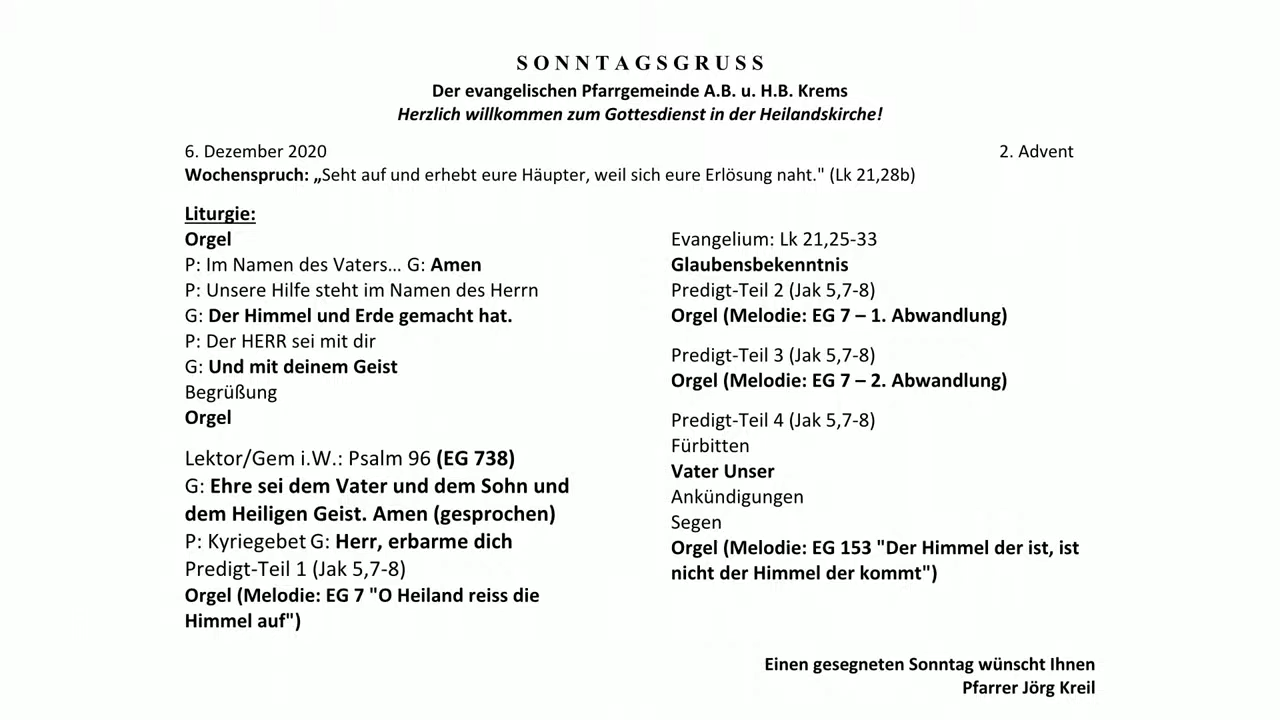 SONNTAGSGRUSS
Der evangelischen Pfarrgemeinde A.B. u. H.B. Krems
Herzlich willkommen zum Gottesdienst in der Heilandskirche!
6. Dezember 2020 2. Advent
Wochenspruch: „Seht auf und erhebt eure Häupter, weil sich eure Erlösung naht." (Lk 21,28b)
Liturgie:
Orgel
P: Im Namen des Vaters... G: Amen
P: Unsere Hilfe steht im Namen des Herrn
G: Der Himmel und Erde gemacht hat.
P: Der HERR sei mit dir
G: Und mit deinem Geist
Begrüßung
Orgel
Lektor/Gem i.W.: Psalm 96 (EG 738)
G: Ehre sei dem Vater und dem Sohn und
dem Heiligen Geist. Amen (gesprochen)
P: Kyriegebet G: Herr, erbarme dich
Predigt-Teil 1 (Jak 5,7-8)
Orgel (Melodie: EG 7 "O Heiland reiss die
Himmel auf")
Evangelium: Lk 21,25-33
Glaubensbekenntnis
Predigt-Teil 2 (Jak 5,7-8)
Orgel (Melodie: EG 7 – 1. Abwandlung)
Predigt-Teil 3 (Jak 5,7-8)
Orgel (Melodie: EG 7 – 2. Abwandlung)
Predigt-Teil 4 (Jak 5,7-8)
Fürbitten
Vater Unser
Ankündigungen
Segen
Orgel (Melodie: EG 153 "Der Himmel der ist, ist
nicht der Himmel der kommt")
Einen gesegneten Sonntag wünscht Ihnen
Pfarrer Jörg Kreil